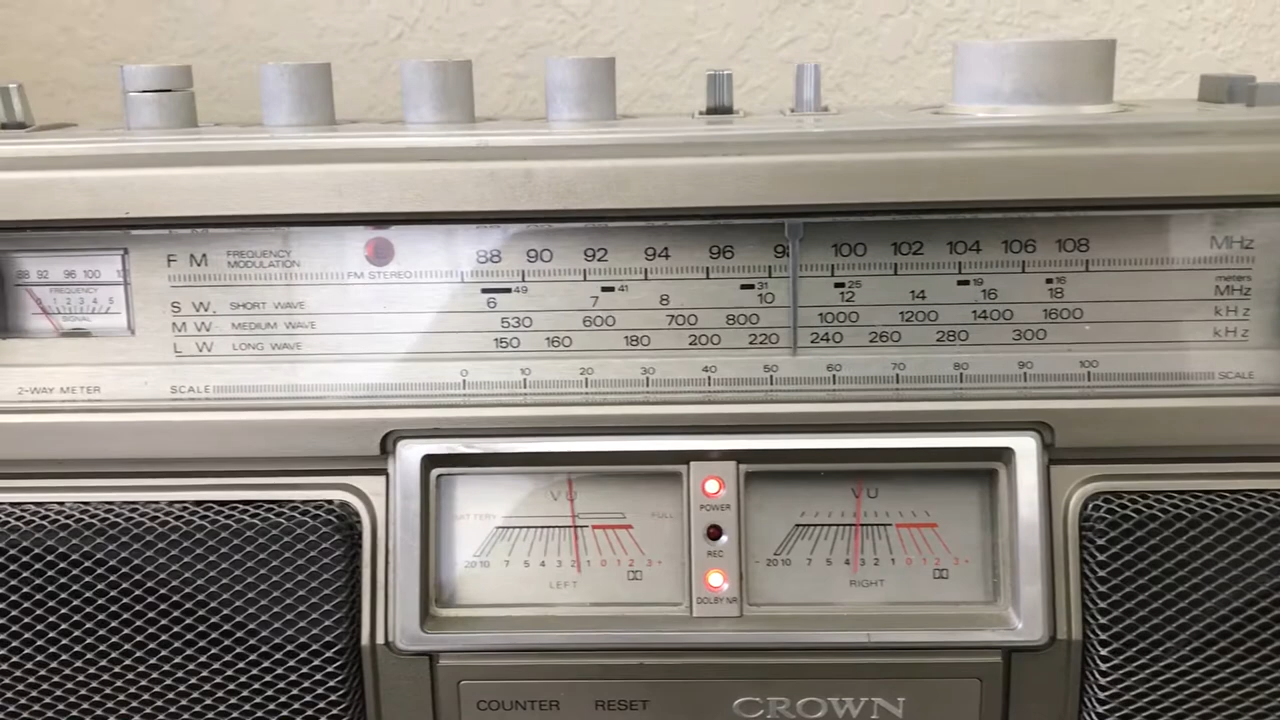 88 92 96 100
FREQUENCY
1 2 3 4 5
SIGNAL
2-WAY METER
FM FREQUENCY MODULATION
FM STEREO
88 90 92 94 96 98 100 102 104 106 108 MHz
49 41 31 25 19 16 meters
S W. SHORT WAVE 6 7 8 10 12 14 16 18 MHz
M W. MEDIUM WAVE 530 600 700 800 1000 1200 1400 1600 kHz
L W LONG WAVE 150 160 180 200 220 240 260 280 300 kHz
SCALE 0 10 20 30 40 50 60 70 80 90 100 SCALE
VU
BATTERY FULL
20 10 7 5 4 3 2 1 0 1 2 3 +
LEFT
POWER
REC
DOLBY NR
VU
- 20 10 7 5 4 3 2 1 0 1 2 3 +
RIGHT
COUNTER RESET
CROWN